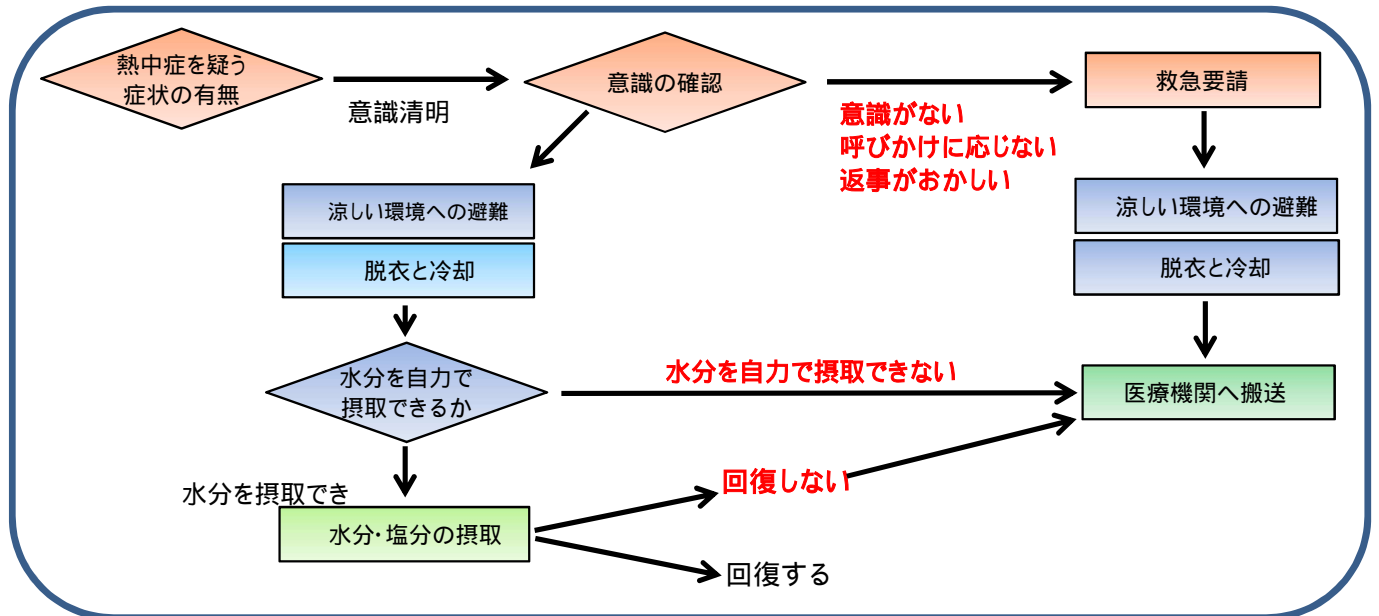 熱中症を疑う
症状の有無
意識清明
意識の確認
意識がない
呼びかけに応じない
返事がおかしい
救急要請
涼しい環境への避難
脱衣と冷却
涼しい環境への避難
脱衣と冷却
水分を自力で
摂取できるか
水分を自力で摂取できない
医療機関へ搬送
水分を摂取でき
水分・塩分の摂取
回復しない
回復する